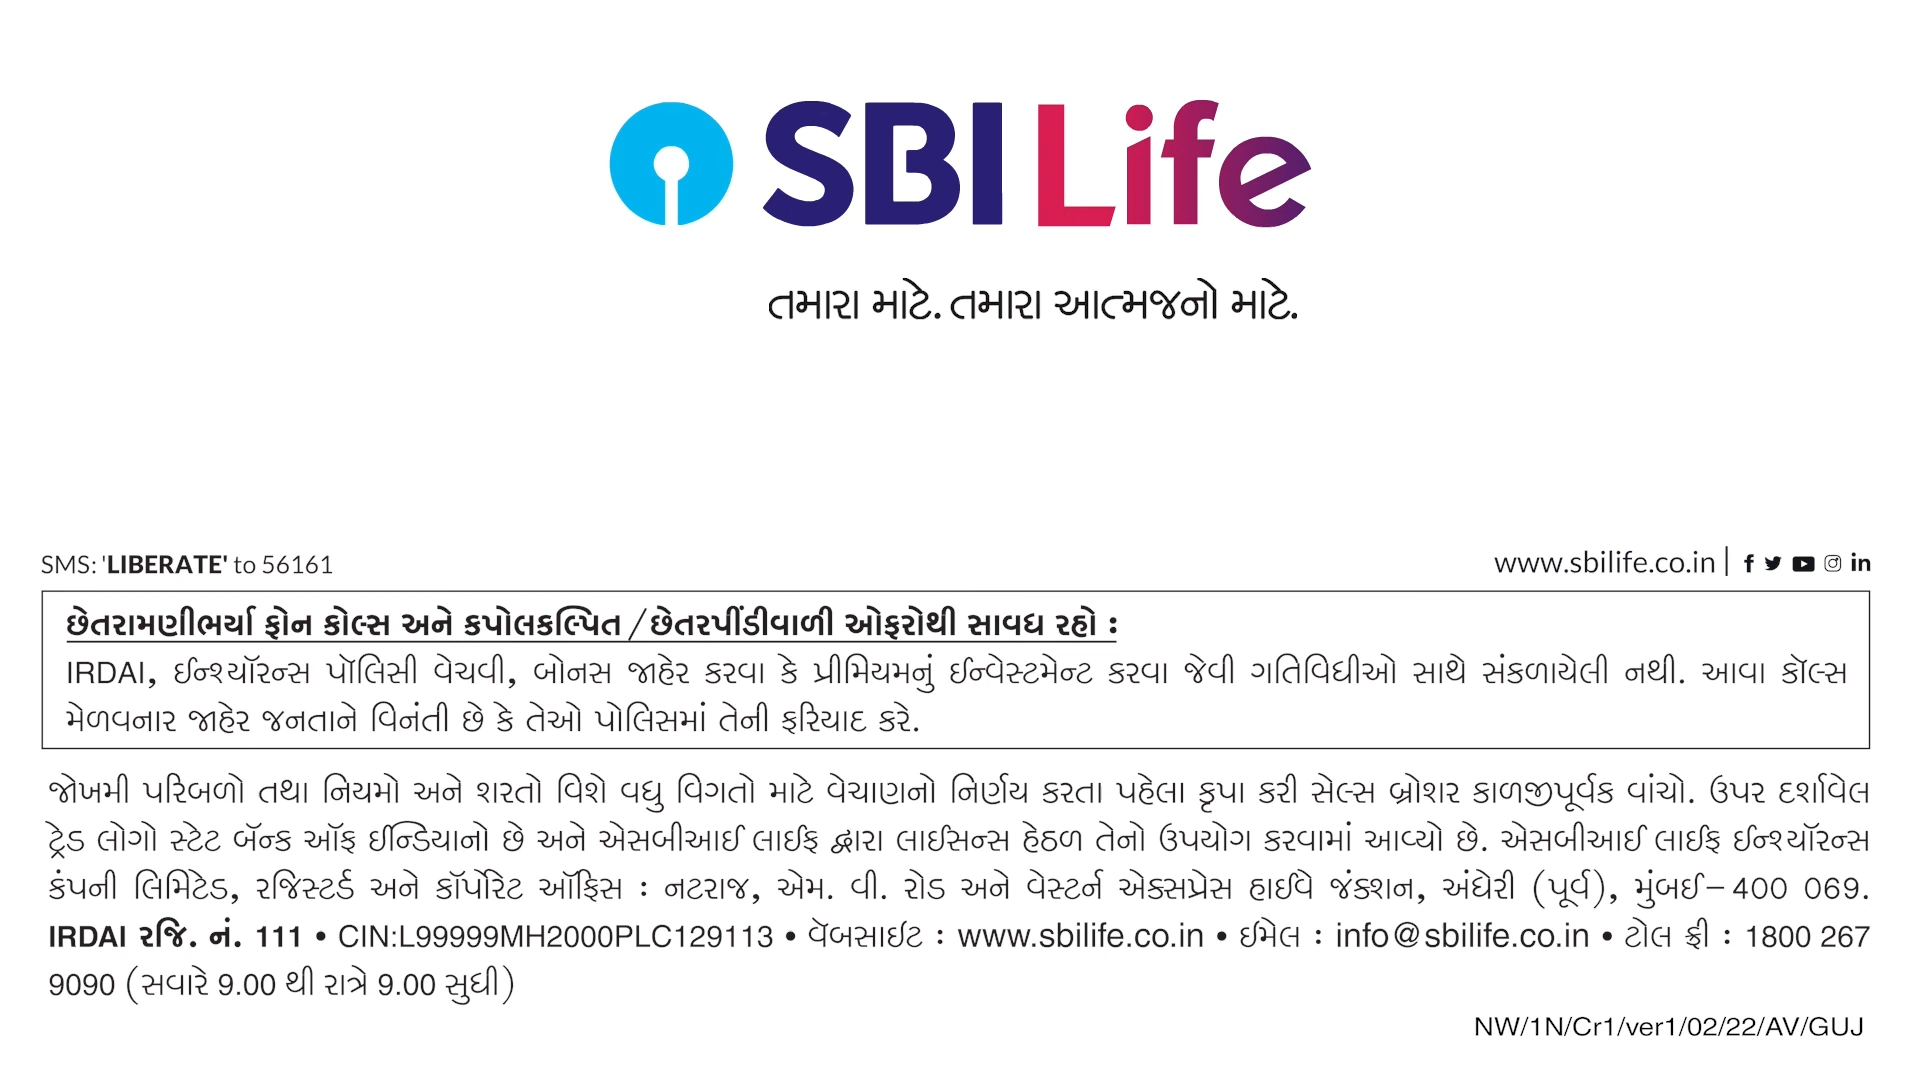 SBI Life
તમારા માટે. તમારા આત્મજનો માટે.
SMS: 'LIBERATE' to 56161
www.sbilife.co.in
છેતરામણીભર્યા ફોન કોલ્સ અને કપોલકલ્પિત/છેતરપીંડીવાળી ઓફરોથી સાવધ રહો :
IRDAI, ઈન્શ્યૉરન્સ પૉલિસી વેચવી, બોનસ જાહેર કરવા કે પ્રીમિયમનું ઈન્વેસ્ટમેન્ટ કરવા જેવી ગતિવિધીઓ સાથે સંકળાયેલી નથી. આવા કૉલ્સ
મેળવનાર જાહેર જનતાને વિનંતી છે કે તેઓ પોલિસમાં તેની ફરિયાદ કરે.
જોખમી પરિબળો તથા નિયમો અને શરતો વિશે વધુ વિગતો માટે વેચાણનો નિર્ણય કરતા પહેલા કૃપા કરી સેલ્સ બ્રોશર કાળજીપૂર્વક વાંચો. ઉપર દર્શાવેલ
ટ્રેડ લોગો સ્ટેટ બૅન્ક ઑફ ઈન્ડિયાનો છે અને એસબીઆઈ લાઈફ દ્વારા લાઈસન્સ હેઠળ તેનો ઉપયોગ કરવામાં આવ્યો છે. એસબીઆઈ લાઈફ ઈન્શ્યૉરન્સ
કંપની લિમિટેડ, રજિસ્ટર્ડ અને કૉર્પોરેટ ઑફિસ : નટરાજ, એમ. વી. રોડ અને વેસ્ટર્ન એક્સપ્રેસ હાઈવે જંક્શન, અંધેરી (પૂર્વ), મુંબઈ–400 069.
IRDAI રજિ. નં. 111 • CIN:L99999MH2000PLC129113 • વૅબસાઈટ : www.sbilife.co.in • ઈમેલ : info@sbilife.co.in • ટોલ ફ્રી : 1800 267
9090 (સવારે 9.00 થી રાત્રે 9.00 સુધી)
NW/1N/Cr1/ver1/02/22/AV/GUJ